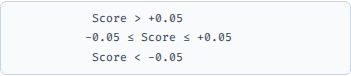 Score > +0.05
-0.05 ≤ Score ≤ +0.05
Score < -0.05